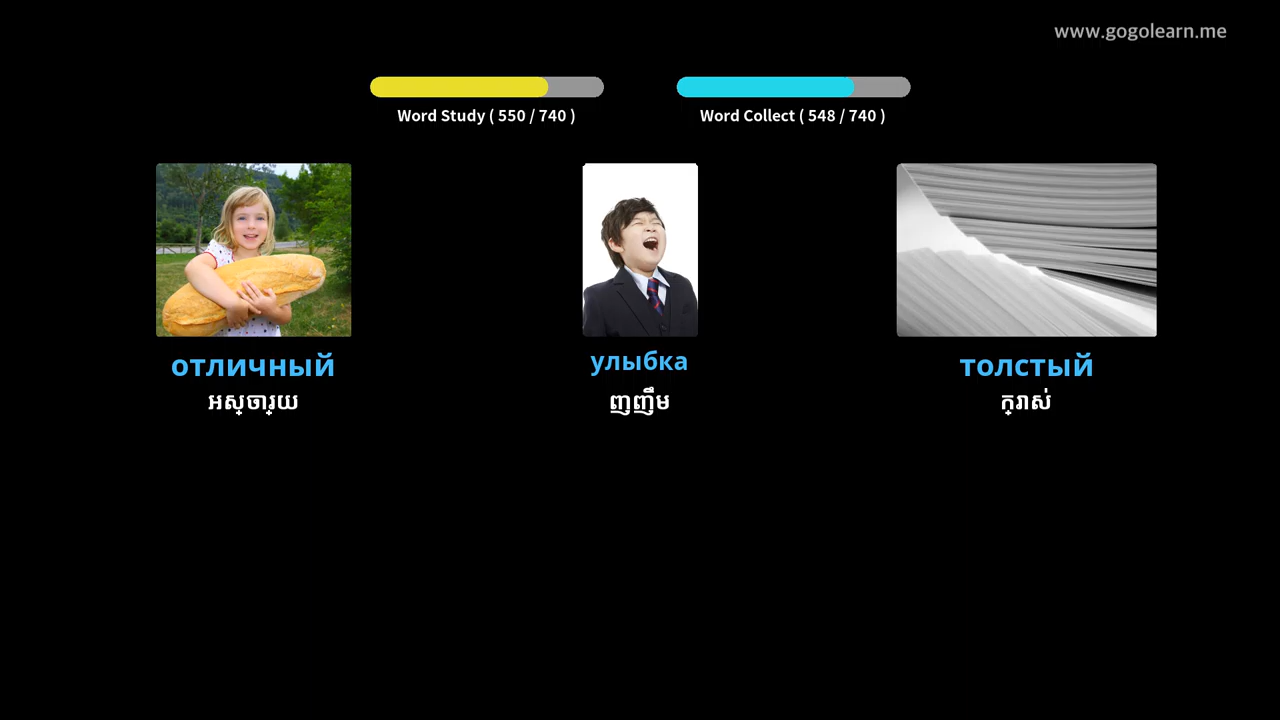 www.gogolearn.me
Word Study ( 550 / 740 )
Word Collect ( 548 / 740 )
отличный
улыбка
толстый
អស្ចារ្យ
ញញឹម
ក្រាស់